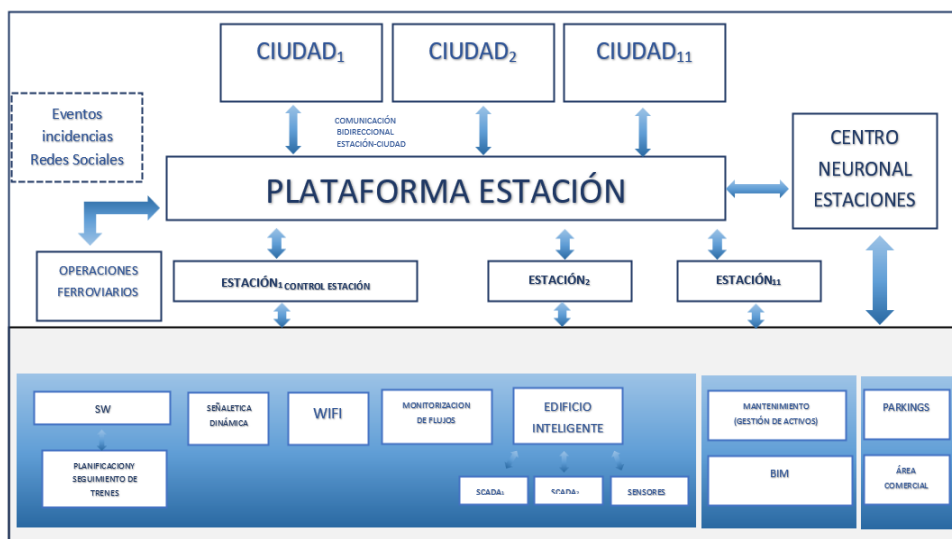 CIUDAD₁
CIUDAD₂
CIUDAD₁₁
Eventos
incidencias
Redes Sociales
COMUNICACIÓN
BIDIRECCIONAL
ESTACIÓN-CIUDAD
PLATAFORMA ESTACIÓN
CENTRO
NEURONAL
ESTACIONES
OPERACIONES
FERROVIARIOS
ESTACIÓN₁ CONTROL ESTACIÓN
ESTACIÓN₂
ESTACIÓN₁₁
SW
SEÑALETICA
DINÁMICA
WIFI
MONITORIZACION
DE FLUJOS
EDIFICIO
INTELIGENTE
MANTENIMIENTO
(GESTIÓN DE ACTIVOS)
PARKINGS
PLANIFICACIONY
SEGUIMIENTO DE
TRENES
SCADA₁
SCADA₂
SENSORES
BIM
ÁREA
COMERCIAL